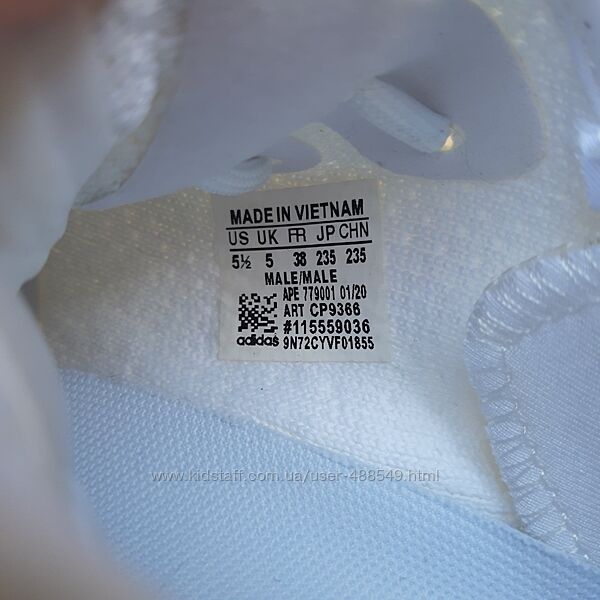 MADE IN VIETNAM
US UK FR JP CHN
5½ 5 38 235 235
MALE/MALE
APE 779001 01/20
ART CP9366
#115559036
adidas 9N72CYVF01855
www.kidstaff.com.ua/user-488549.html